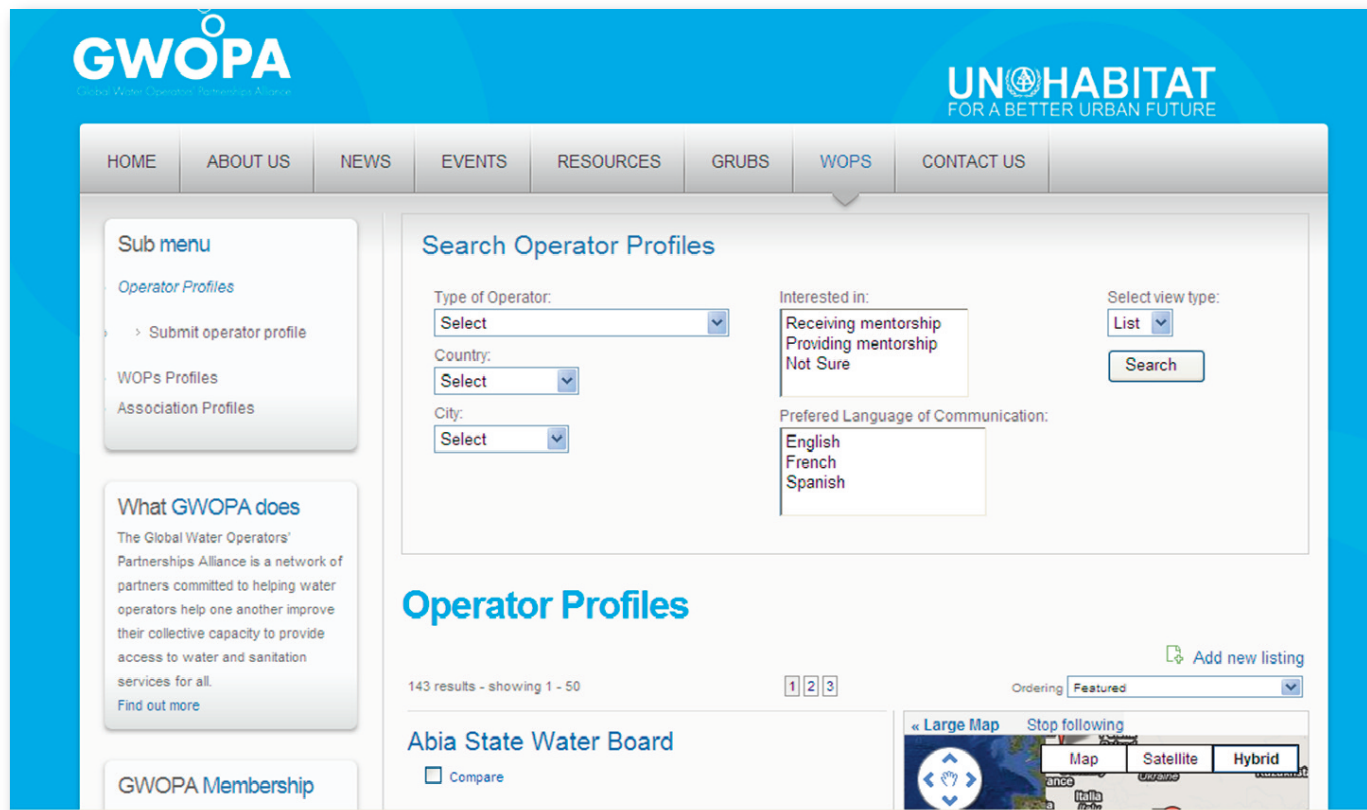 GWOPA
Global Water Operators' Partnerships Alliance
UN HABITAT
FOR A BETTER URBAN FUTURE
HOME ABOUT US NEWS EVENTS RESOURCES GRUBS WOPS CONTACT US
Sub menu
Operator Profiles
Submit operator profile
WOPs Profiles
Association Profiles
What GWOPA does
The Global Water Operators'
Partnerships Alliance is a network of
partners committed to helping water
operators help one another improve
their collective capacity to provide
access to water and sanitation
services for all.
Find out more
GWOPA Membership
Search Operator Profiles
Type of Operator:
Select
Country:
Select
City:
Select
Interested in:
Receiving mentorship
Providing mentorship
Not Sure
Prefered Language of Communication:
English
French
Spanish
Select view type:
List
Search
Operator Profiles
Add new listing
143 results - showing 1 - 50
1 2 3
Ordering Featured
Abia State Water Board
Compare
« Large Map Stop following
Map Satellite Hybrid
Ukraine
Italia